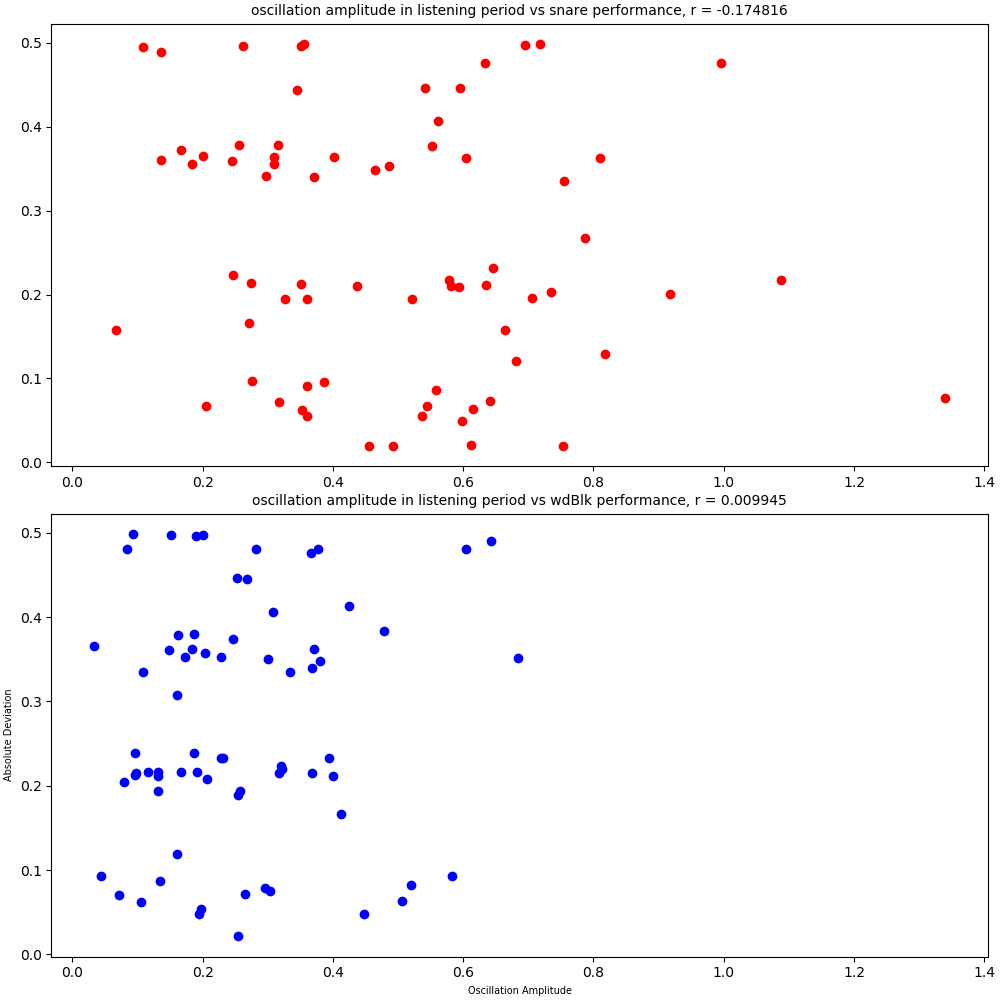 oscillation amplitude in listening period vs snare performance, r = -0.174816
0.5
0.4
0.3
0.2
0.1
0.0
0.0 0.2 0.4 0.6 0.8 1.0 1.2 1.4
oscillation amplitude in listening period vs wdBlk performance, r = 0.009945
0.5
0.4
0.3
0.2
0.1
0.0
Absolute Deviation
0.0 0.2 0.4 0.6 0.8 1.0 1.2 1.4
Oscillation Amplitude